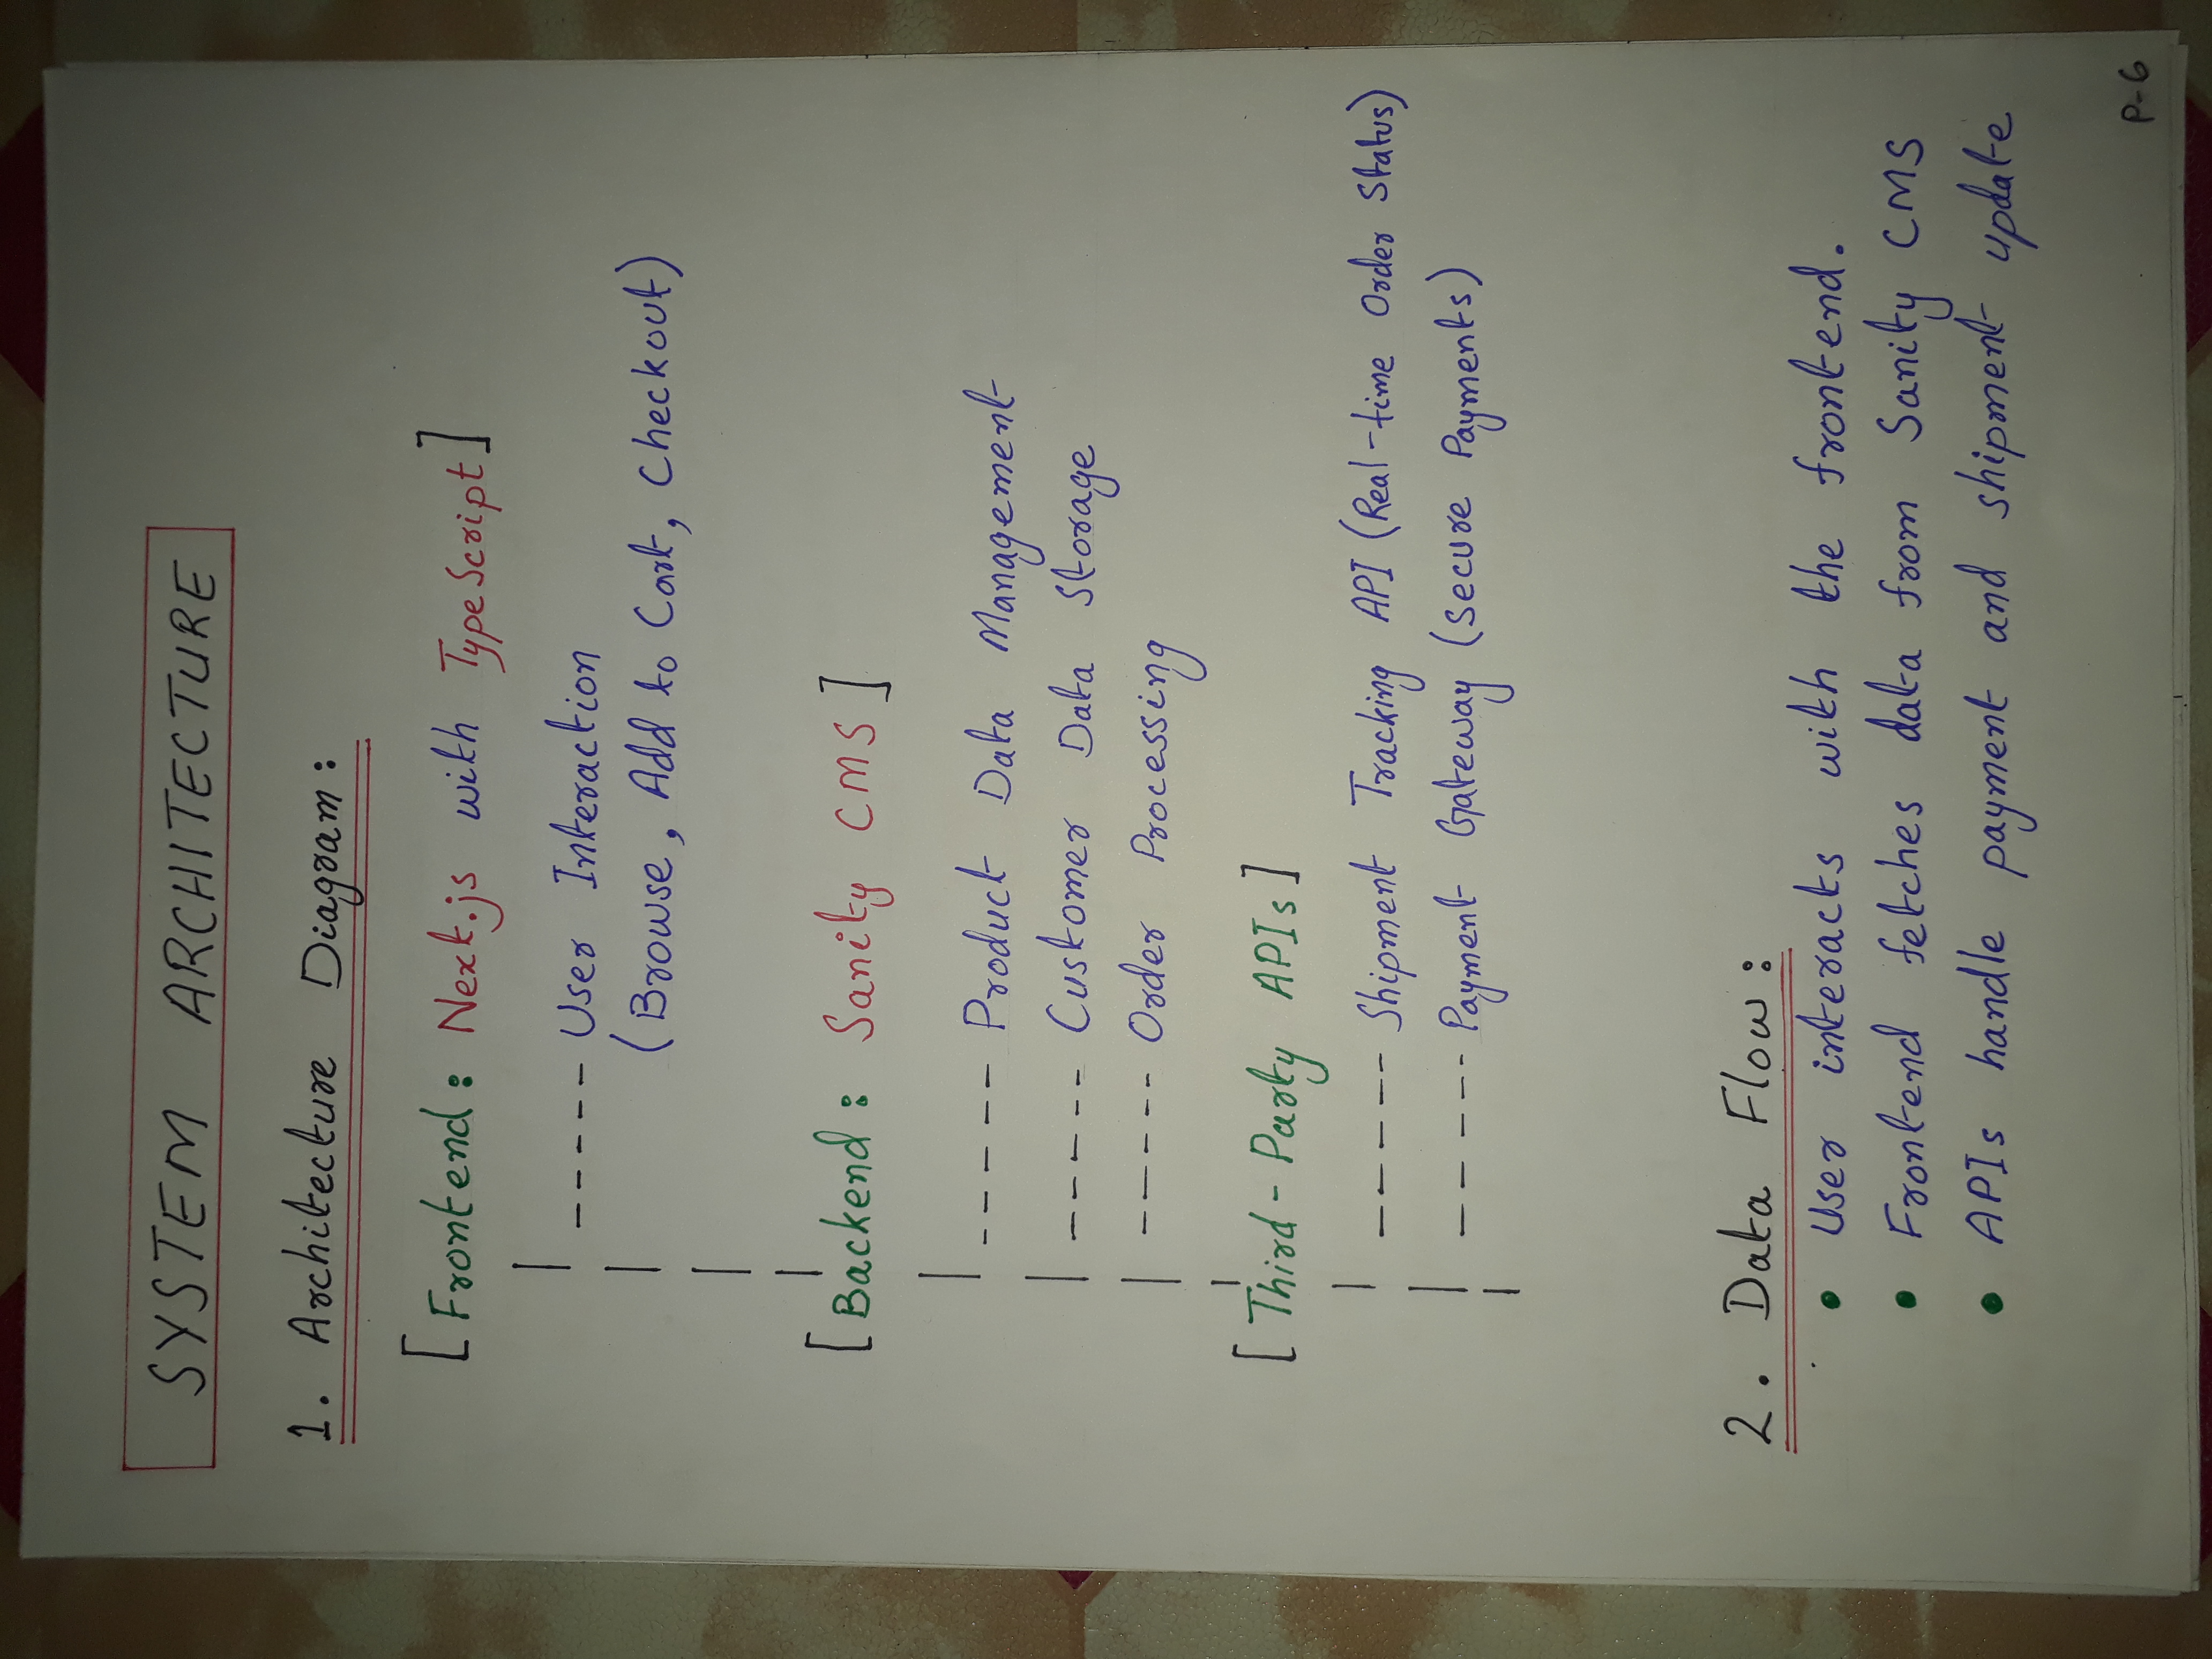 SYSTEM ARCHITECTURE
1. Architecture Diagram:
[Frontend: Next.js with TypeScript]
----- User Interaction
(Browse, Add to Cart, Checkout)
[Backend: Sanity CMS]
----- Product Data Management
----- Customer Data Storage
----- Order Processing
[Third-Party APIs]
----- Shipment Tracking API (Real-time Order Status)
----- Payment Gateway (Secure Payments)
2. Data Flow:
• User interacts with the frontend.
• Frontend fetches data from Sanity CMS
• APIs handle payment and shipment update
P-6